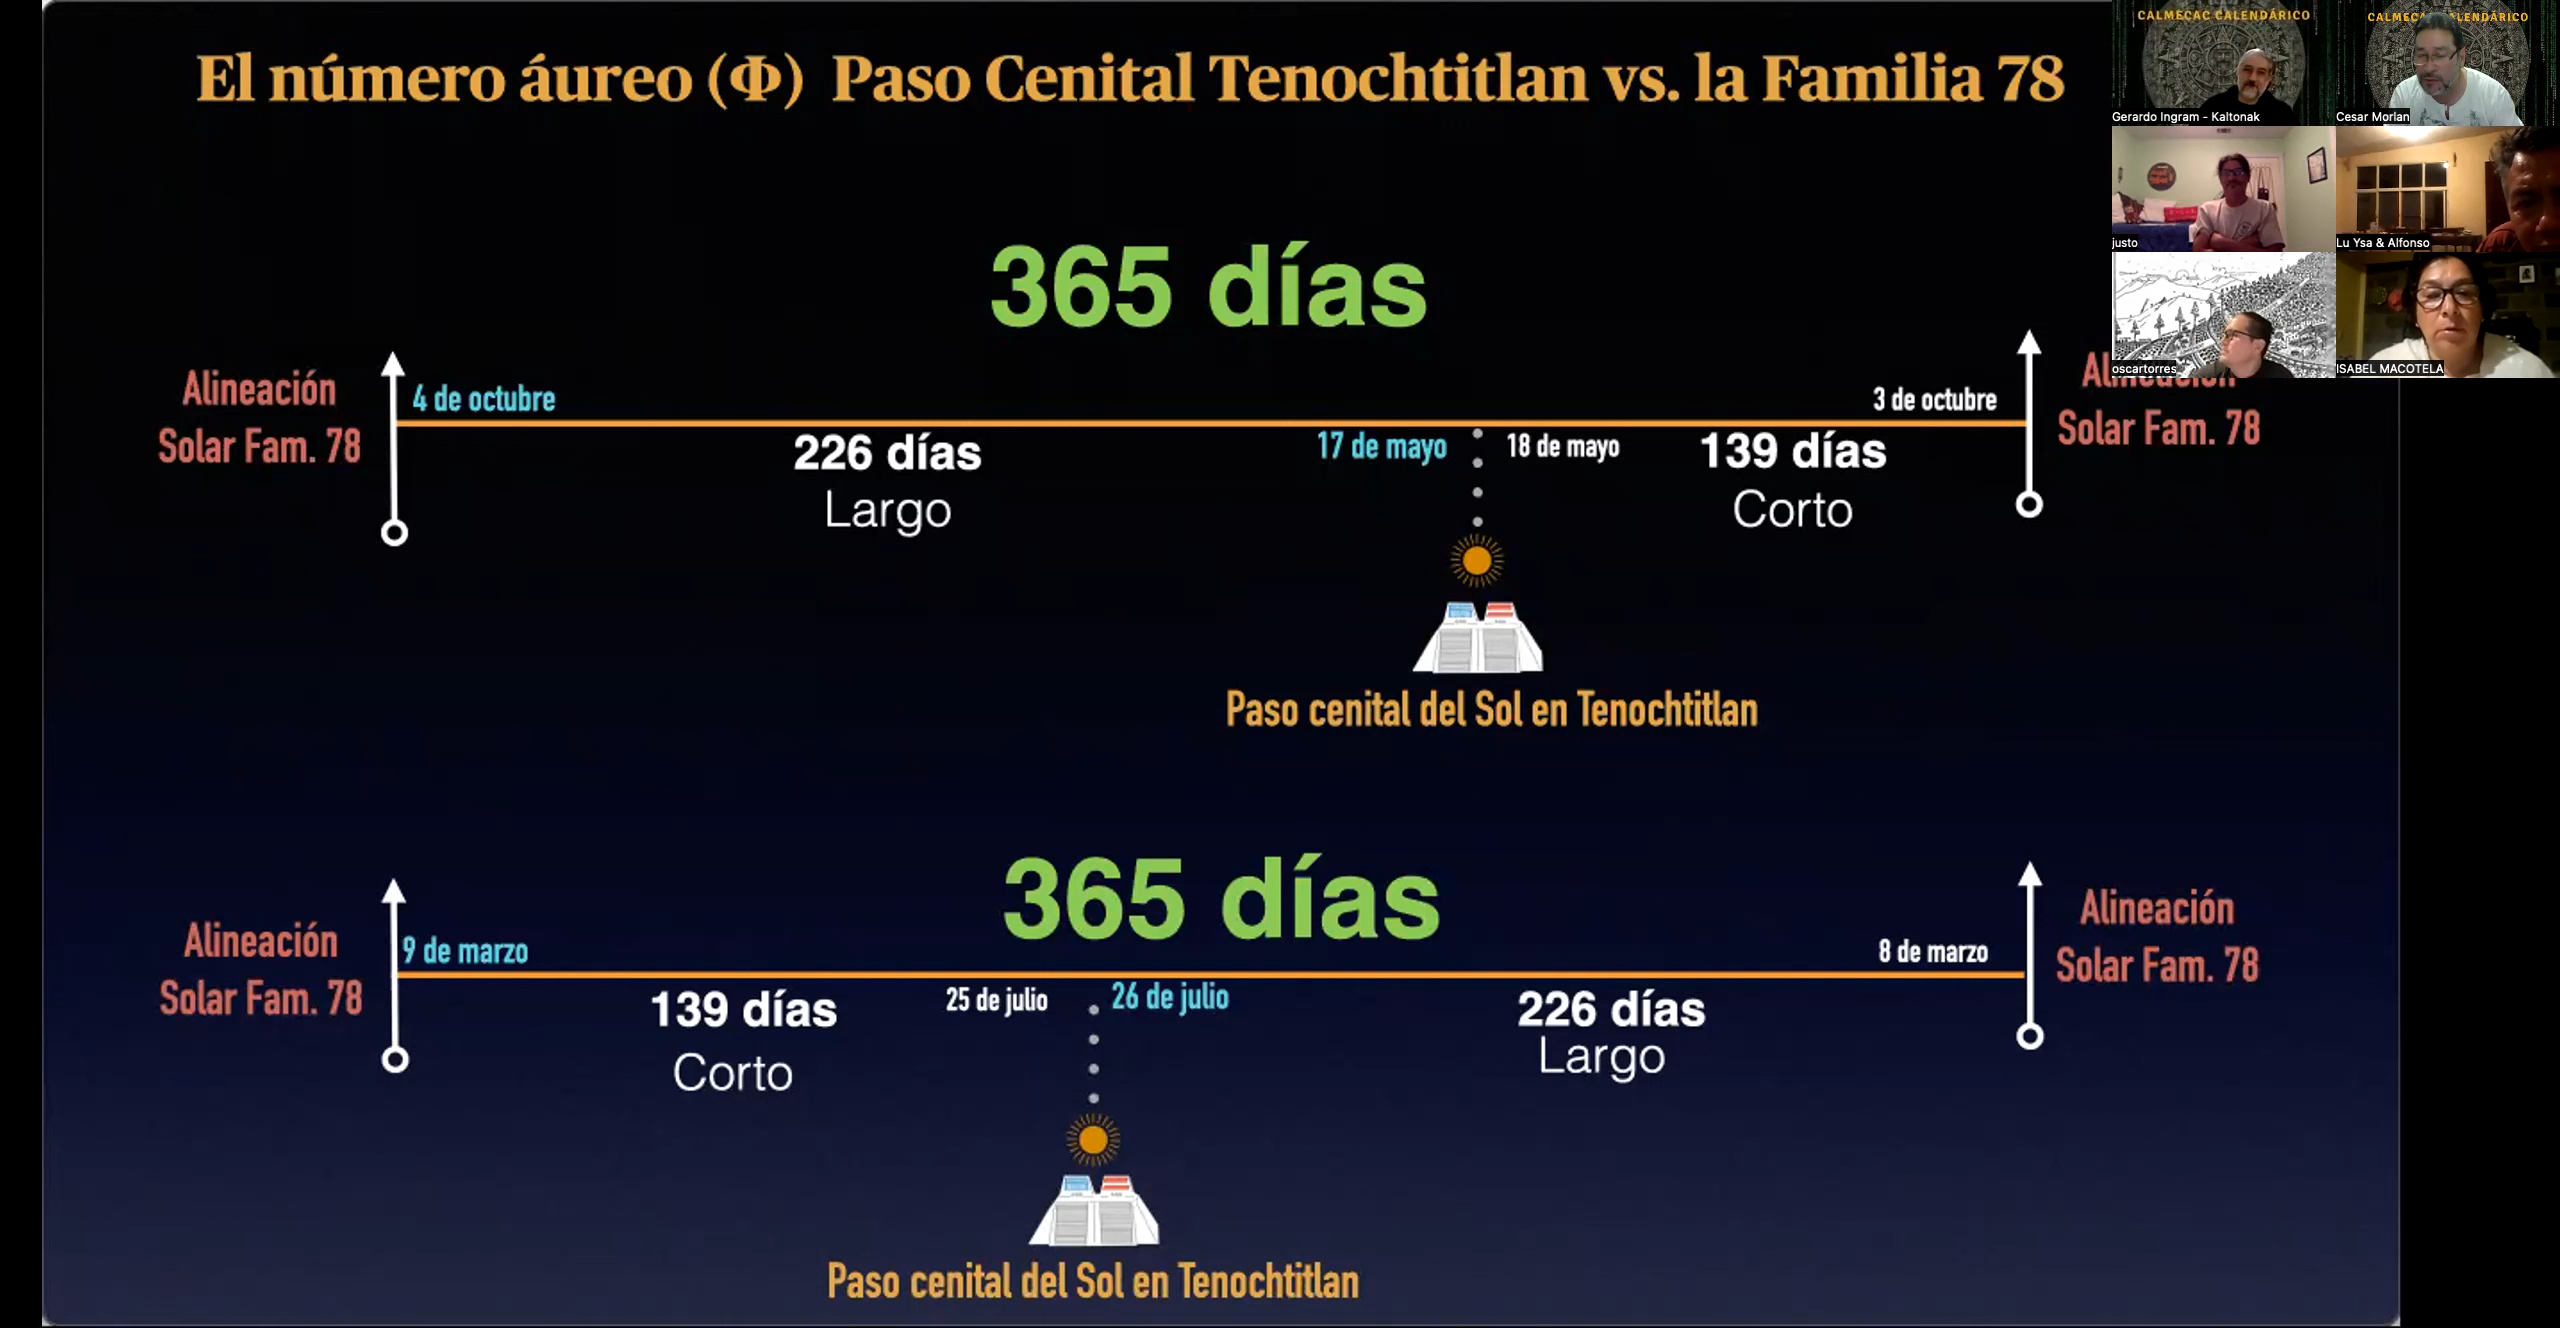 El número áureo (Φ) Paso Cenital Tenochtitlan vs. la Familia 78
CALMECAC CALENDÁRICO
Gerardo Ingram - Kaltonak
Cesar Morlan
justo
Lu Ysa & Alfonso
oscartorres
ISABEL MACOTELA
365 días
Alineación
Solar Fam. 78
4 de octubre
226 días
Largo
17 de mayo
18 de mayo
139 días
Corto
3 de octubre
Solar Fam. 78
Paso cenital del Sol en Tenochtitlan
365 días
Alineación
Solar Fam. 78
9 de marzo
139 días
Corto
25 de julio
26 de julio
226 días
Largo
8 de marzo
Alineación
Solar Fam. 78
Paso cenital del Sol en Tenochtitlan